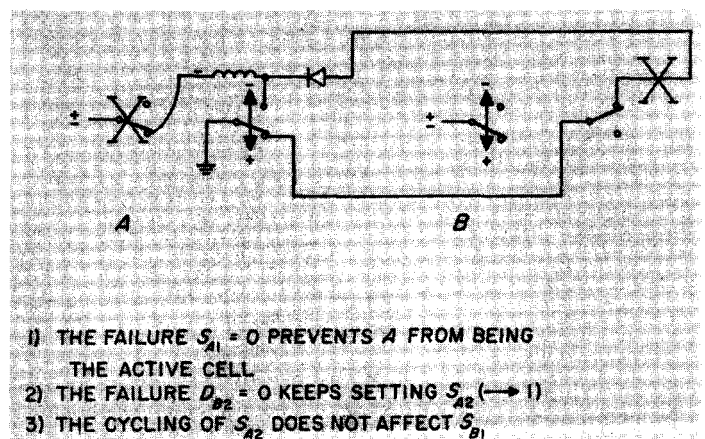 - +
± - ± -
+ +
A B
1) THE FAILURE S_A1 = 0 PREVENTS A FROM BEING
THE ACTIVE CELL
2) THE FAILURE D_B2 = 0 KEEPS SETTING S_A2 (→ 1)
3) THE CYCLING OF S_A2 DOES NOT AFFECT S_B1